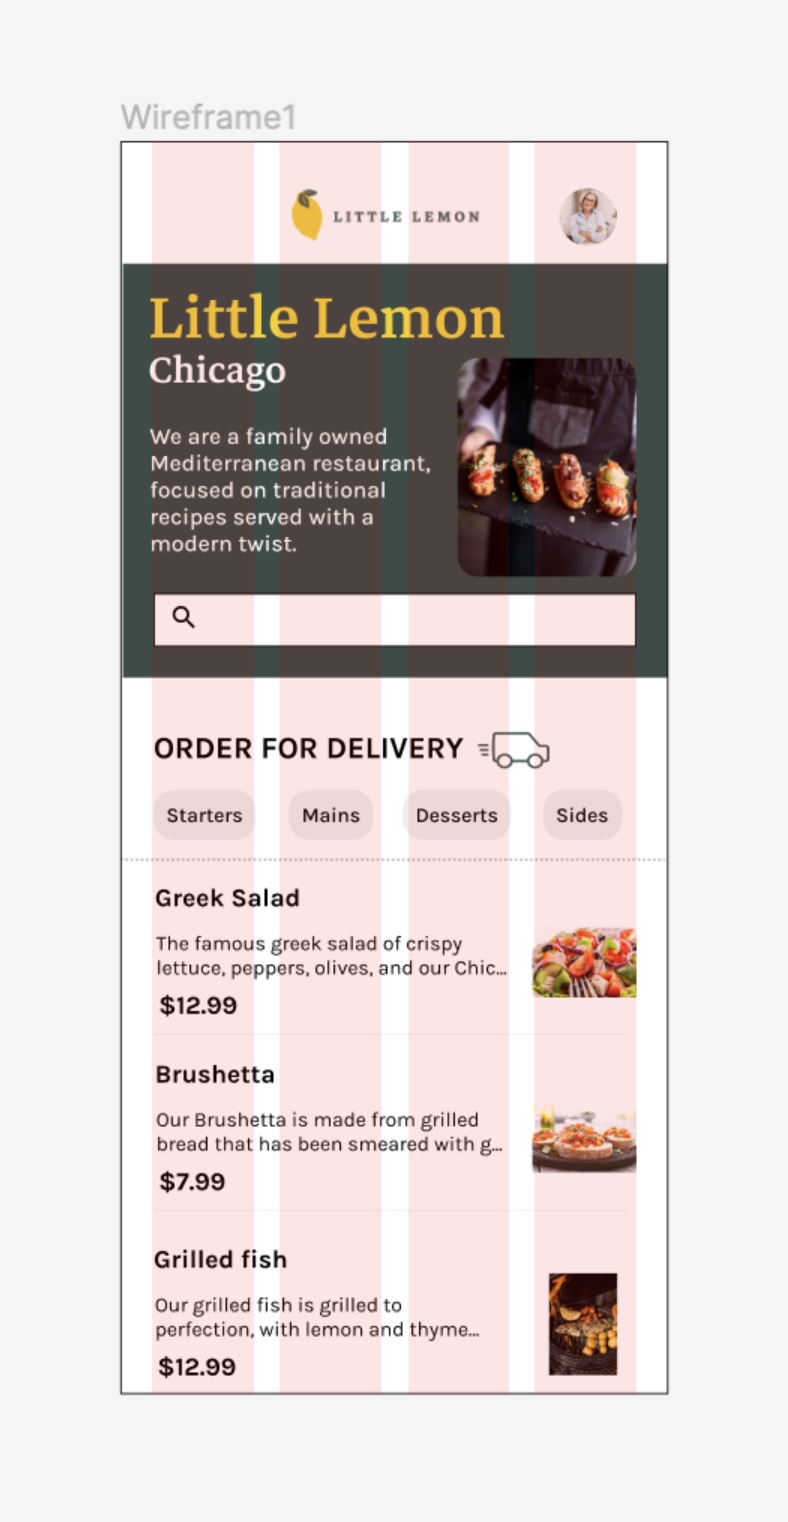 Wireframe1
LITTLE LEMON
Little Lemon
Chicago
We are a family owned
Mediterranean restaurant,
focused on traditional
recipes served with a
modern twist.
ORDER FOR DELIVERY
Starters Mains Desserts Sides
Greek Salad
The famous greek salad of crispy
lettuce, peppers, olives, and our Chic...
$12.99
Brushetta
Our Brushetta is made from grilled
bread that has been smeared with g...
$7.99
Grilled fish
Our grilled fish is grilled to
perfection, with lemon and thyme...
$12.99